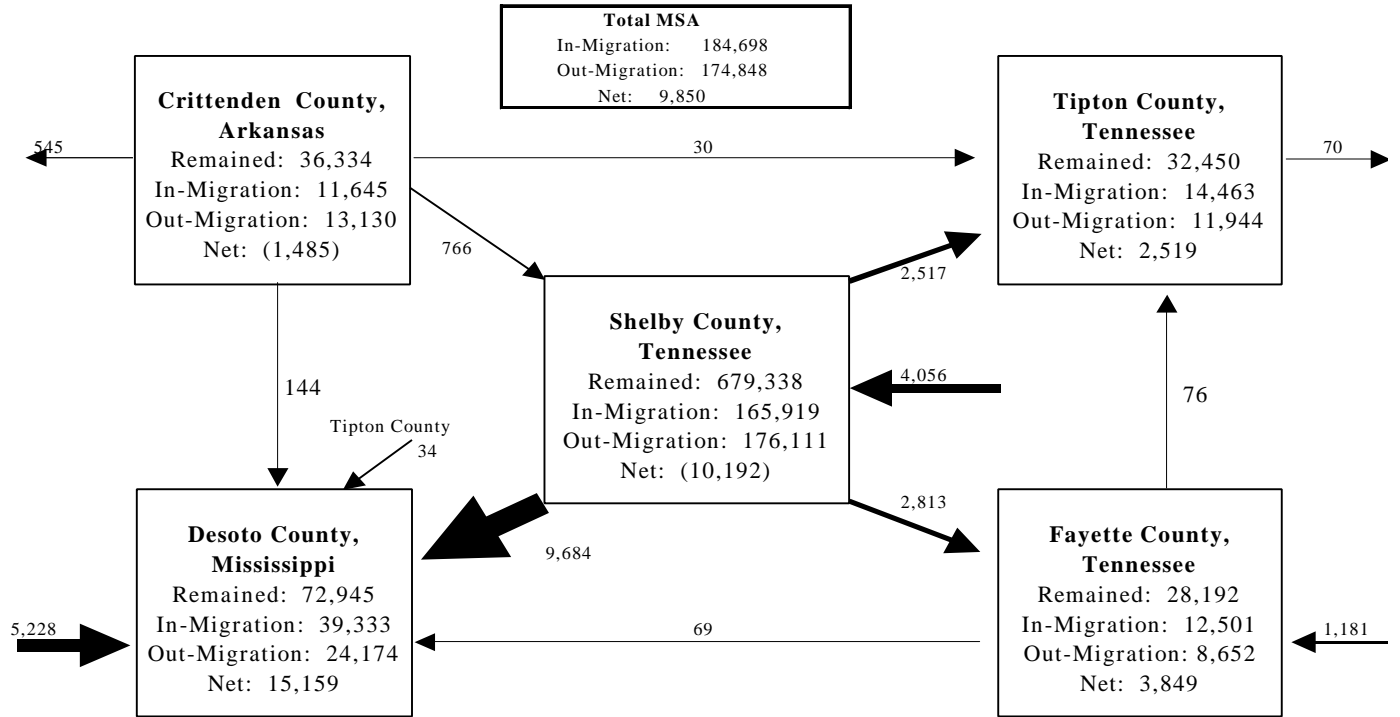 Total MSA
In-Migration: 184,698
Out-Migration: 174,848
Net: 9,850
Crittenden County,
Arkansas
Remained: 36,334
In-Migration: 11,645
Out-Migration: 13,130
Net: (1,485)
545
30
Tipton County,
Tennessee
Remained: 32,450
In-Migration: 14,463
Out-Migration: 11,944
Net: 2,519
70
766
2,517
Shelby County,
Tennessee
Remained: 679,338
In-Migration: 165,919
Out-Migration: 176,111
Net: (10,192)
4,056
144
76
Tipton County
34
9,684
2,813
Desoto County,
Mississippi
Remained: 72,945
In-Migration: 39,333
Out-Migration: 24,174
Net: 15,159
5,228
69
Fayette County,
Tennessee
Remained: 28,192
In-Migration: 12,501
Out-Migration: 8,652
Net: 3,849
1,181